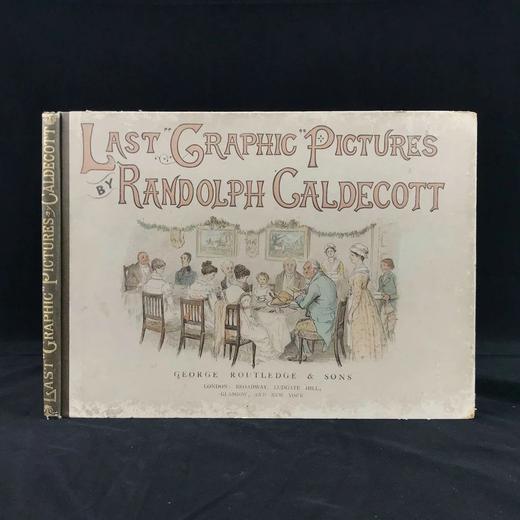 LAST "GRAPHIC" PICTURES
BY
RANDOLPH CALDECOTT
GEORGE ROUTLEDGE & SONS
LONDON: BROADWAY, LUDGATE HILL,
GLASGOW, AND NEW YORK
LAST "GRAPHIC" PICTURES CALDECOTT